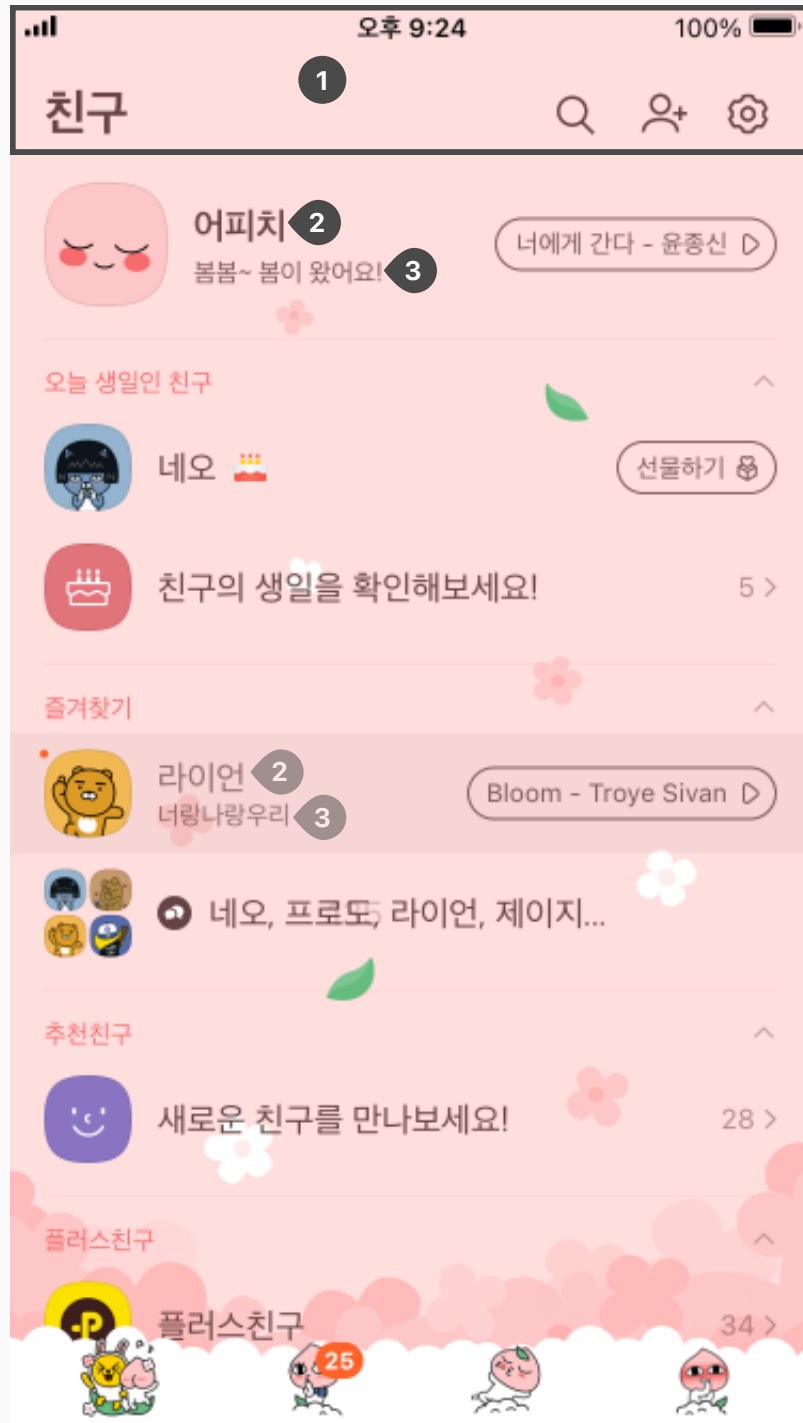 오후 9:24
100%
1
친구
어피치 2
봄봄~ 봄이 왔어요! 3
너에게 간다 - 윤종신
오늘 생일인 친구
네오
선물하기
친구의 생일을 확인해보세요!
5
즐겨찾기
라이언 2
너랑나랑우리 3
Bloom - Troye Sivan
네오, 프로도, 라이언, 제이지...
추천친구
새로운 친구를 만나보세요!
28
플러스친구
플러스친구
34
25